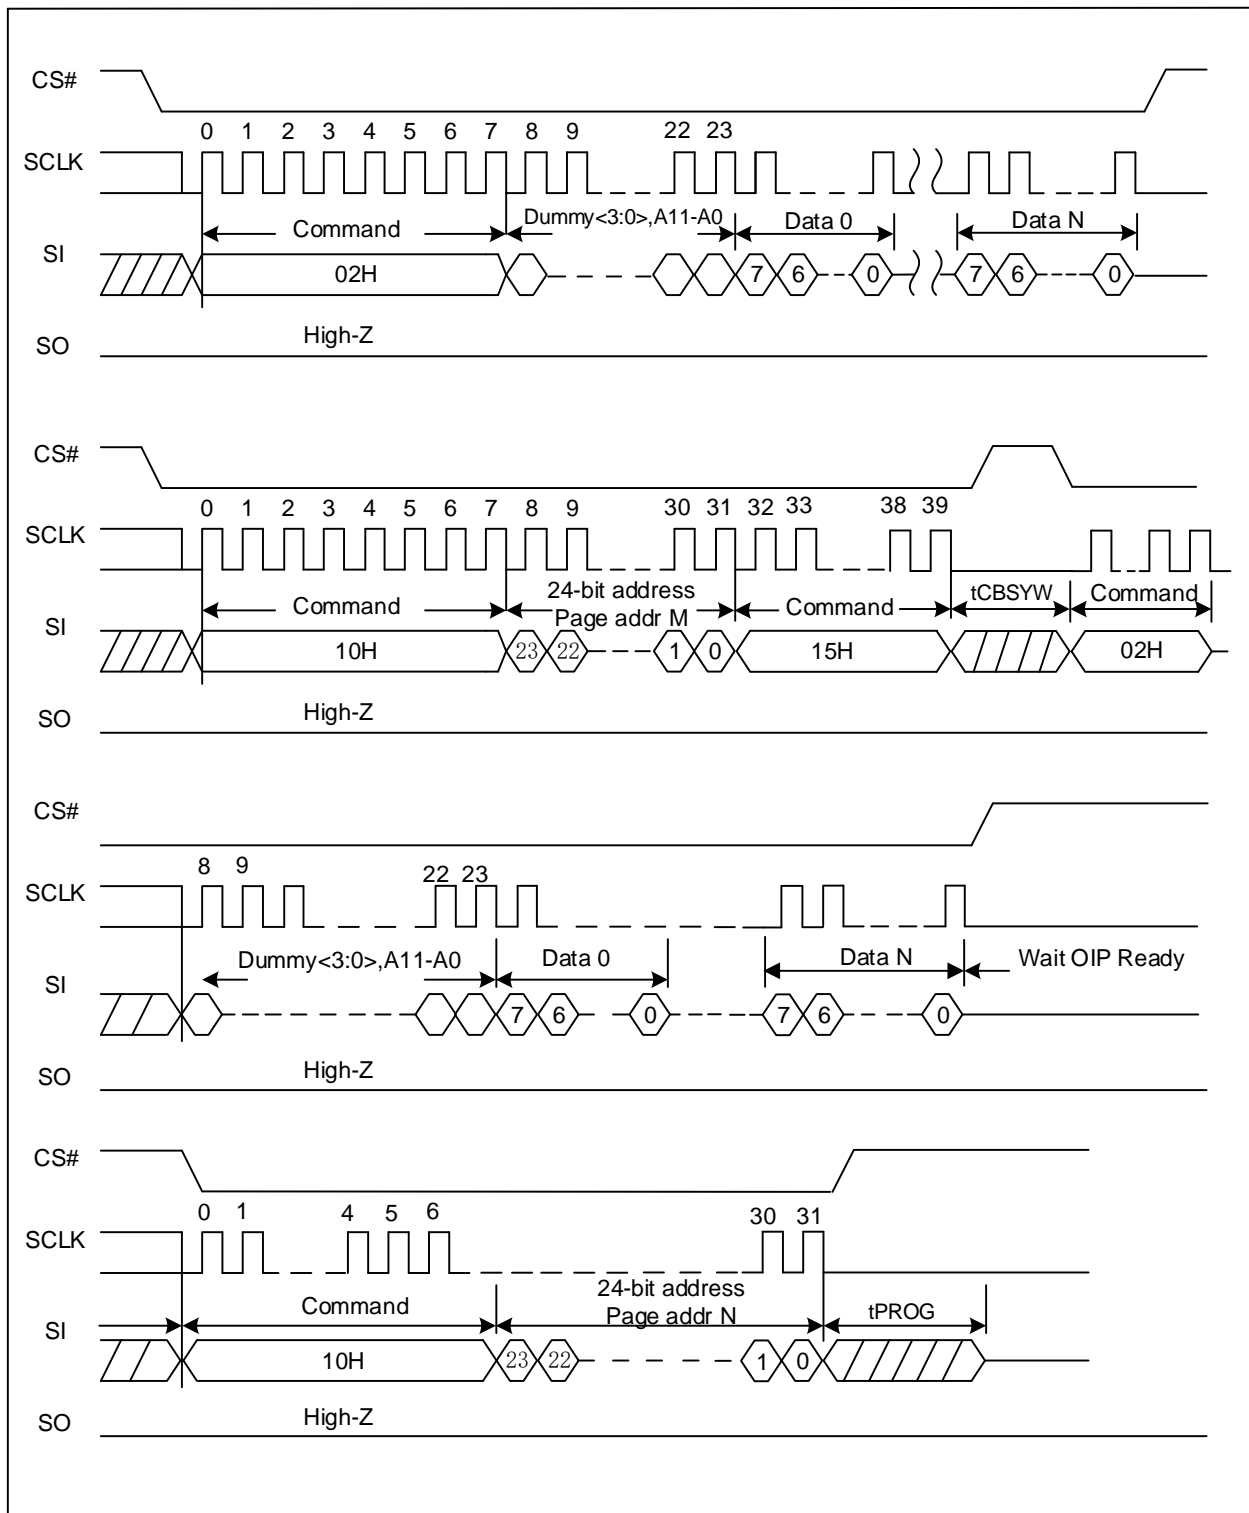 CS#
0 1 2 3 4 5 6 7 8 9 22 23
SCLK
Command Dummy<3:0>,A11-A0 Data 0 Data N
SI
02H 7 6 0 7 6 0
High-Z
SO
CS#
0 1 2 3 4 5 6 7 8 9 30 31 32 33 38 39
SCLK
24-bit address
Command Page addr M Command tCBSYW Command
SI
10H 23 22 1 0 15H 02H
High-Z
SO
CS#
8 9 22 23
SCLK
Dummy<3:0>,A11-A0 Data 0 Data N Wait OIP Ready
SI
7 6 0 7 6 0
High-Z
SO
CS#
0 1 4 5 6 30 31
SCLK
24-bit address
Command Page addr N tPROG
SI
10H 23 22 1 0
High-Z
SO